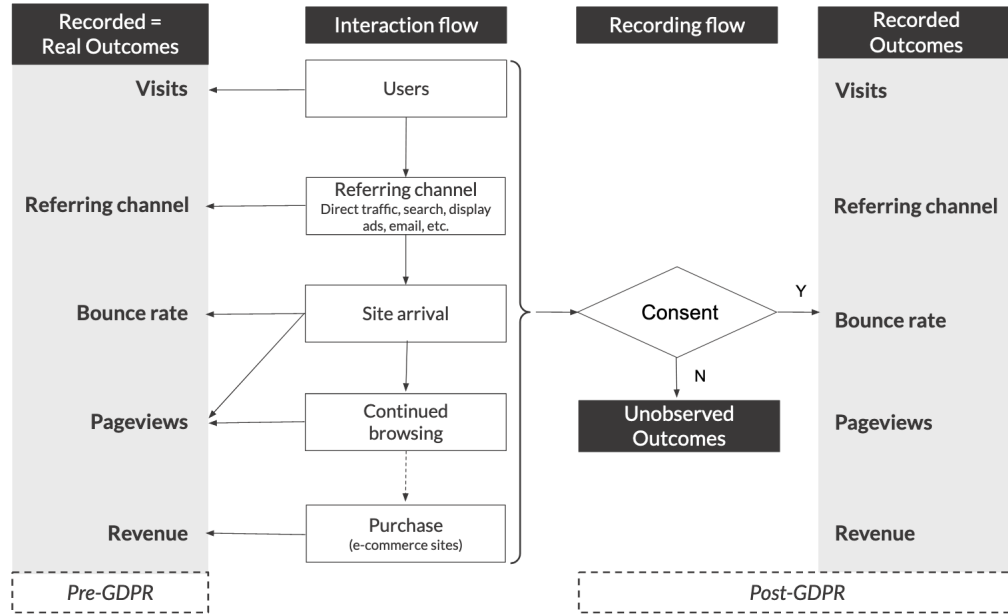 Recorded =
Real Outcomes
Interaction flow
Recording flow
Recorded
Outcomes
Visits
Users
Visits
Referring channel
Referring channel
Direct traffic, search, display
ads, email, etc.
Referring channel
Bounce rate
Site arrival
Consent
Y
Bounce rate
N
Pageviews
Continued
browsing
Unobserved
Outcomes
Pageviews
Revenue
Purchase
(e-commerce sites)
Revenue
Pre-GDPR
Post-GDPR